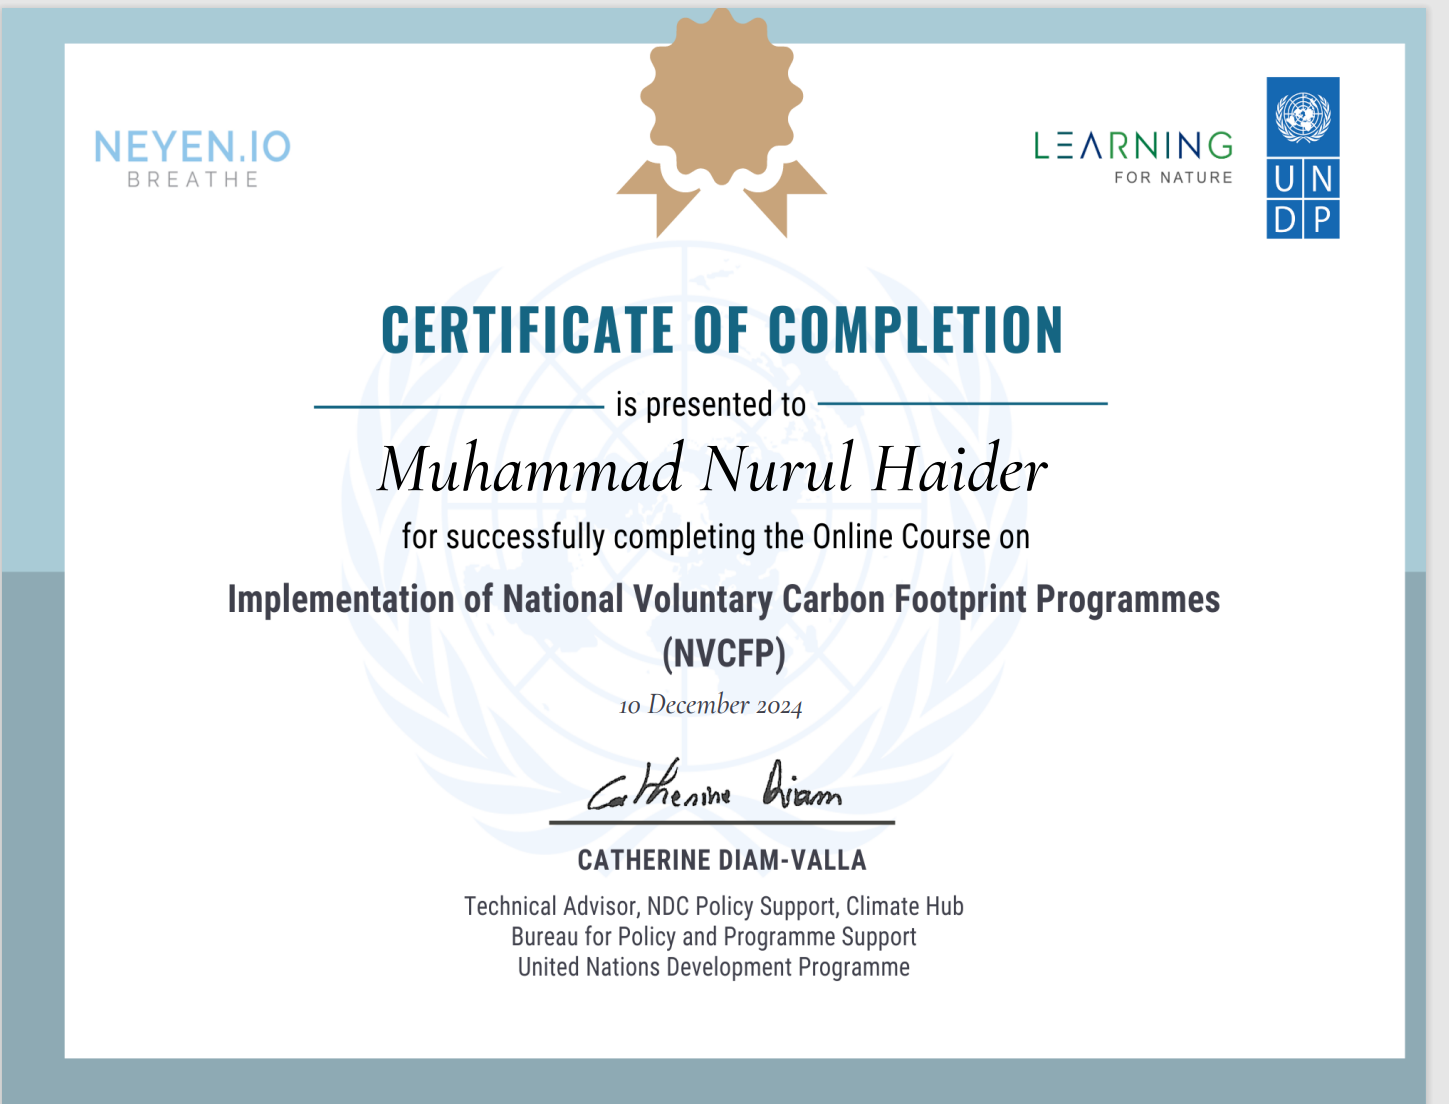 NEYEN.IO
BREATHE
LEARNING
FOR NATURE
UN
DP
CERTIFICATE OF COMPLETION
is presented to
Muhammad Nurul Haider
for successfully completing the Online Course on
Implementation of National Voluntary Carbon Footprint Programmes
(NVCFP)
10 December 2024
Catherine Diam
CATHERINE DIAM-VALLA
Technical Advisor, NDC Policy Support, Climate Hub
Bureau for Policy and Programme Support
United Nations Development Programme